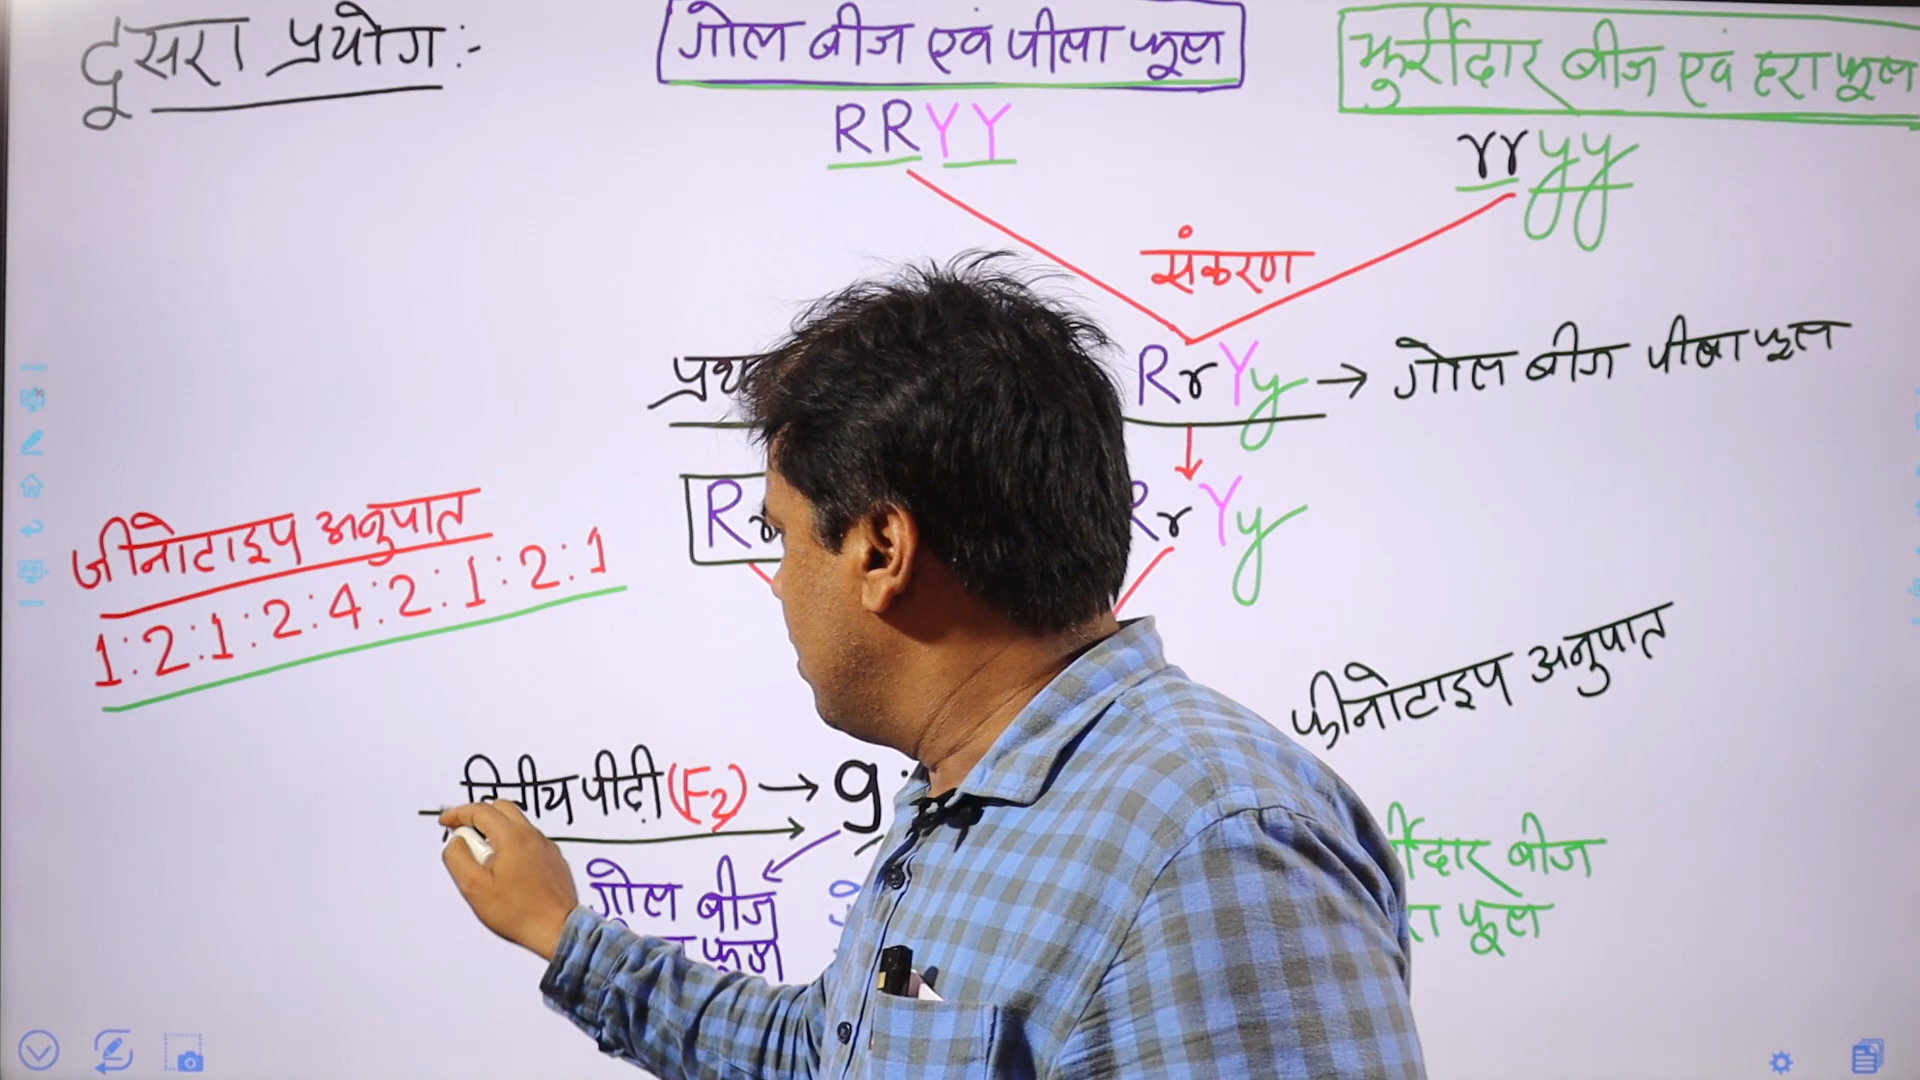 दूसरा प्रयोग :-
गोल बीज एवं पीला फूल
झुर्रीदार बीज एवं हरा फूल
RRYY
rryy
संकरण
RrYy → गोल बीज पीला फूल
RrYy
जीनोटाइप अनुपात
1:2:1:2:4:2:1:2:1
फीनोटाइप अनुपात
द्वितीय पीढ़ी (F2) → 9 :
गोल बीज
फूल
बीज
फूल